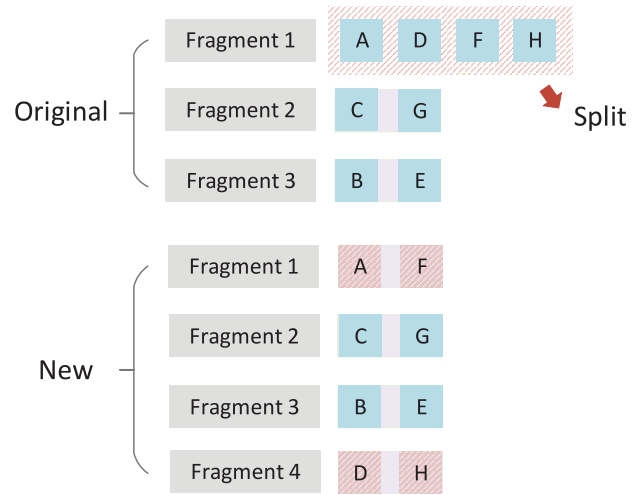 Fragment 1 A D F H
Original Fragment 2 C G
Split
Fragment 3 B E
Fragment 1 A F
Fragment 2 C G
New
Fragment 3 B E
Fragment 4 D H